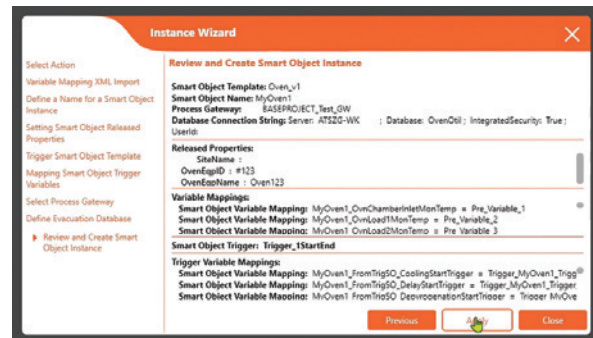 Instance Wizard
Select Action
Variable Mapping XML Import
Define a Name for a Smart Object
Instance
Setting Smart Object Released
Properties
Trigger Smart Object Template
Mapping Smart Object Trigger
Variables
Select Process Gateway
Define Evacuation Database
Review and Create Smart
Object Instance
Review and Create Smart Object Instance
Smart Object Template: Oven_v1
Smart Object Name: MyOven1
Process Gateway: BASEPROJECT_Test_GW
Database Connection String: Server: ATSZG-WK ; Database: OvenOtil ; IntegratedSecurity: True ;
UserId:
Released Properties:
SiteName :
OvenEqpID : #123
OvenEqpName : Oven123
Variable Mappings:
Smart Object Variable Mapping: MyOven1_OvnChamberInletMonTemp = Pre_Variable_1
Smart Object Variable Mapping: MyOven1_OvnLoad1MonTemp = Pre_Variable_2
Smart Object Variable Mapping: MyOven1_OvnLoad2MonTemp = Pre_Variable_3
Smart Object Trigger: Trigger_1StartEnd
Trigger Variable Mappings:
Smart Object Variable Mapping: MyOven1_FromTrigSO_CoolingStartTrigger = Trigger_MyOven1_Trigg
Smart Object Variable Mapping: MyOven1_FromTrigSO_DelayStartTrigger = Trigger_MyOven1_Trigger
Smart Object Variable Mapping: MyOven1_FromTrigSO_DepropenationStartTrigger = Trigger_MyOve
Previous
Apply
Close